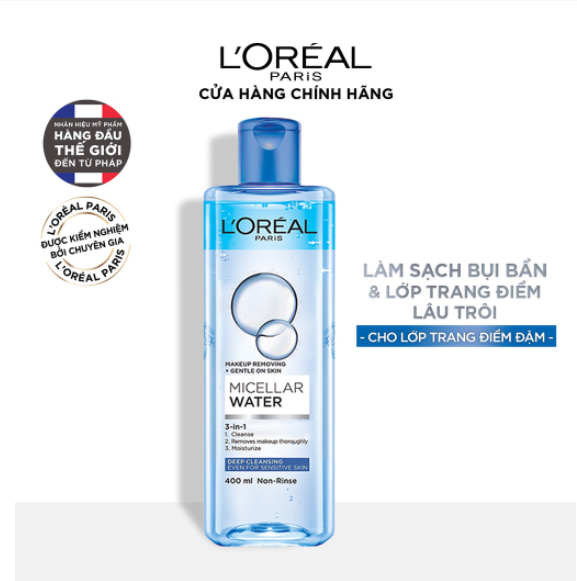 L'ORÉAL
PARiS
CỬA HÀNG CHÍNH HÃNG
NHÃN HIỆU MỸ PHẨM
HÀNG ĐẦU
THẾ GIỚI
ĐẾN TỪ PHÁP
L'ORÉAL PARIS
ĐƯỢC KIỂM NGHIỆM
BỞI CHUYÊN GIA
L'ORÉAL PARIS
L'ORÉAL
PARIS
MAKEUP REMOVING
+ GENTLE ON SKIN
MICELLAR
WATER
3-in-1
1. Cleanse
2. Removes makeup thoroughly
3. Moisturize
DEEP CLEANSING
EVEN FOR SENSITIVE SKIN
400 ml Non-Rinse
LÀM SẠCH BỤI BẨN
& LỚP TRANG ĐIỂM
LÂU TRÔI
- CHO LỚP TRANG ĐIỂM ĐẬM -